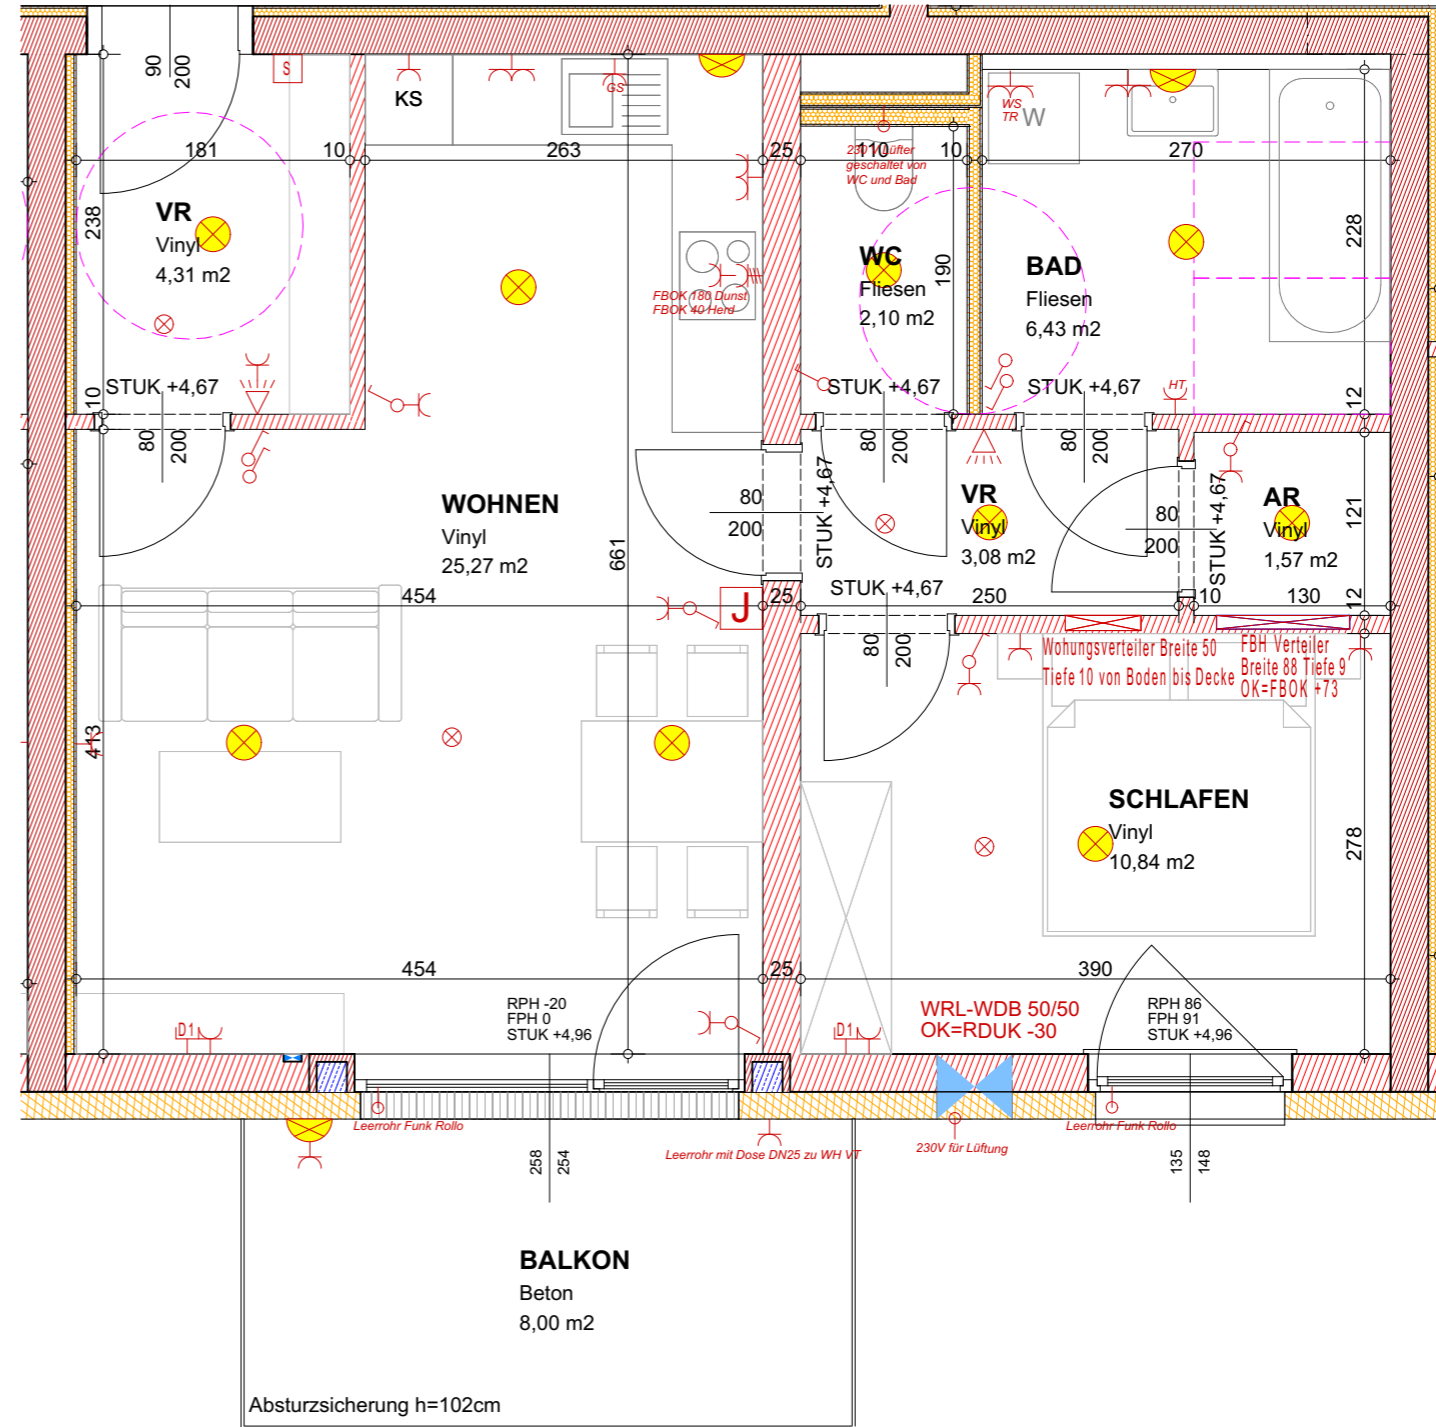 90
200
S
KS
GS
WS
TR
W
181
10
263
25
230 V Lüfter
geschaltet von
WC und Bad
110
10
270
VR
Vinyl
4,31 m2
238
WC
Fliesen
2,10 m2
190
BAD
Fliesen
6,43 m2
228
FBOK 180 Dunst
FBOK 40 Herd
10
STUK +4,67
80
200
STUK +4,67
80
200
STUK +4,67
80
200
HT
12
WOHNEN
Vinyl
25,27 m2
661
80
200
STUK +4,67
VR
Vinyl
3,08 m2
80
200
STUK +4,67
AR
Vinyl
1,57 m2
121
454
J
25
STUK +4,67
250
10
130
12
80
200
Wohungsverteiler Breite 50
Tiefe 10 von Boden bis Decke
FBH Verteiler
Breite 88 Tiefe 9
OK=FBOK +73
413
SCHLAFEN
Vinyl
10,84 m2
278
454
25
390
RPH -20
FPH 0
STUK +4,96
WRL-WDB 50/50
OK=RDUK -30
RPH 86
FPH 91
STUK +4,96
D1
D1
Leerrohr Funk Rollo
Leerrohr mit Dose DN25 zu WH VT
230V für Lüftung
Leerrohr Funk Rollo
258
254
135
148
BALKON
Beton
8,00 m2
Absturzsicherung h=102cm